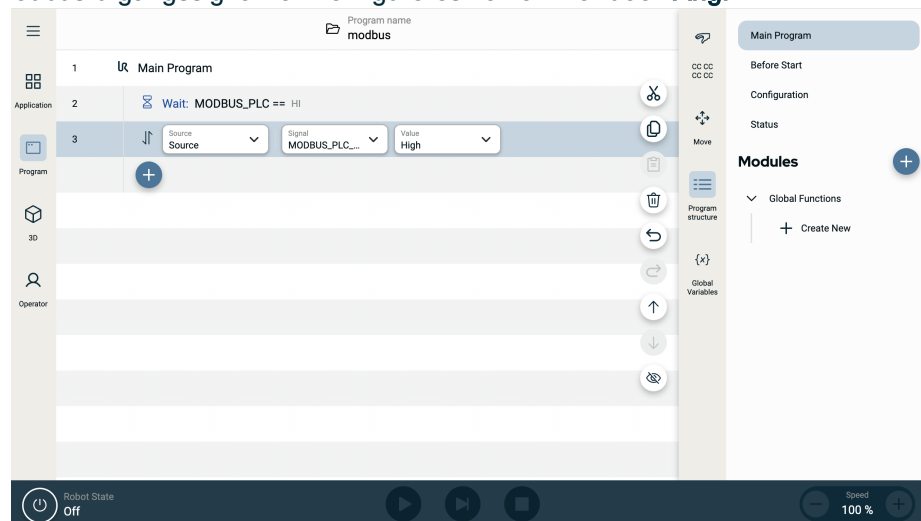 Program name
modbus
1 Main Program
2 Wait: MODBUS_PLC == HI
3
Source
Source
Signal
MODBUS_PLC_...
Value
High
Application
Program
3D
Operator
CC CC
CC CC
Move
Program
structure
{x}
Global
Variables
Main Program
Before Start
Configuration
Status
Modules
Global Functions
Create New
Robot State
Off
Speed
100 %